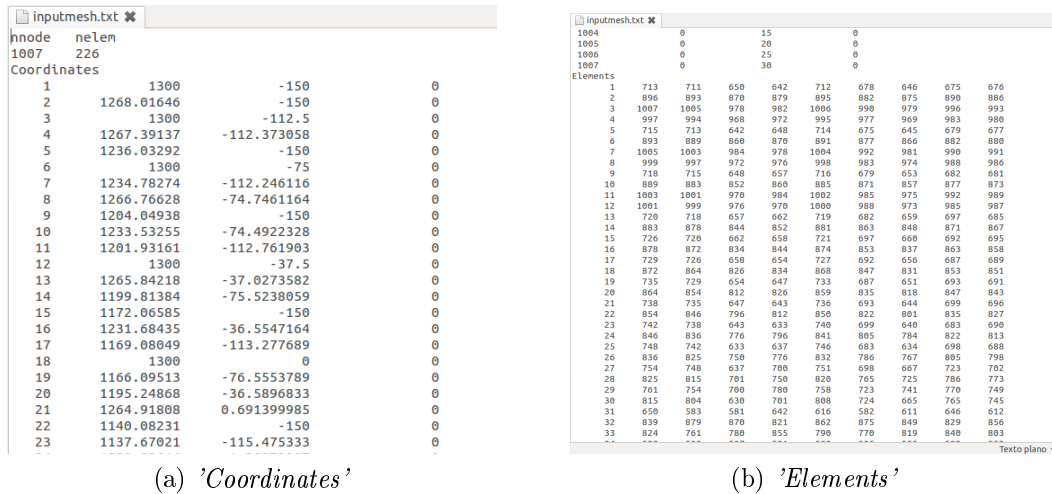 inputmesh.txt ✖
nnode nelem
1007 226
Coordinates
1 1300 -150 0
2 1268.01646 -150 0
3 1300 -112.5 0
4 1267.39137 -112.373058 0
5 1236.03292 -150 0
6 1300 -75 0
7 1234.78274 -112.246116 0
8 1266.76628 -74.7461164 0
9 1204.04938 -150 0
10 1233.53255 -74.4922328 0
11 1201.93161 -112.761903 0
12 1300 -37.5 0
13 1265.84218 -37.0273582 0
14 1199.81384 -75.5238059 0
15 1172.06585 -150 0
16 1231.68435 -36.5547164 0
17 1169.08049 -113.277689 0
18 1300 0 0
19 1166.09513 -76.5553789 0
20 1195.24868 -36.5896833 0
21 1264.91808 0.691399985 0
22 1140.08231 -150 0
23 1137.67021 -115.475333 0
(a) 'Coordinates'
inputmesh.txt ✖
1004 0 15 0
1005 0 20 0
1006 0 25 0
1007 0 30 0
Elements
1 713 711 650 642 712 678 646 675 676
2 896 893 870 879 895 882 875 890 886
3 1007 1005 978 982 1006 990 979 996 993
4 997 994 968 972 995 977 969 983 980
5 715 713 642 648 714 675 645 679 677
6 893 889 860 870 891 877 866 882 880
7 1005 1003 984 978 1004 992 981 990 991
8 999 997 972 976 998 983 974 988 986
9 718 715 648 657 716 679 653 682 681
10 889 883 852 860 885 871 857 877 873
11 1003 1001 970 984 1002 985 975 992 989
12 1001 999 976 970 1000 988 973 985 987
13 720 718 657 662 719 682 659 697 685
14 883 878 844 852 881 863 848 871 867
15 726 720 662 658 721 697 660 692 695
16 878 872 834 844 874 853 837 863 858
17 729 726 658 654 727 692 656 687 689
18 872 864 826 834 868 847 831 853 851
19 735 729 654 647 733 687 651 693 691
20 864 854 812 826 859 835 818 847 843
21 738 735 647 643 736 693 644 699 696
22 854 846 796 812 850 822 801 835 827
23 742 738 643 633 740 699 640 683 690
24 846 836 776 796 841 805 784 822 813
25 748 742 633 637 746 683 634 698 688
26 836 825 750 776 832 786 767 805 798
27 754 748 637 700 751 698 667 723 702
28 825 815 701 750 820 765 725 786 773
29 761 754 700 780 758 723 741 770 749
30 815 804 630 701 808 724 665 765 745
31 650 583 581 642 616 582 611 646 612
32 839 879 870 821 862 875 849 829 856
33 824 761 780 855 790 770 819 840 803
Texto plano
(b) 'Elements'